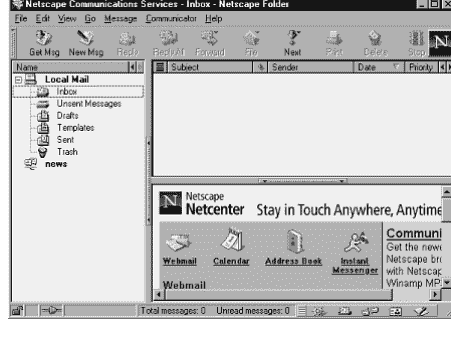 Netscape Communications Services - Inbox - Netscape Folder
File Edit View Go Message Communicator Help
Get Msg New Msg Reply Reply All Forward File Next Print Delete Stop N
Name Subject Sender Date Priority
Local Mail
Inbox
Unsent Messages
Drafts
Templates
Sent
Trash
news
N Netscape
Netcenter Stay in Touch Anywhere, Anytime
Webmail Calendar Address Book Instant Messenger
Communi
Get the new
Netscape bro
with Netscap
Winamp MP
Webmail
Total messages: 0 Unread messages: 0